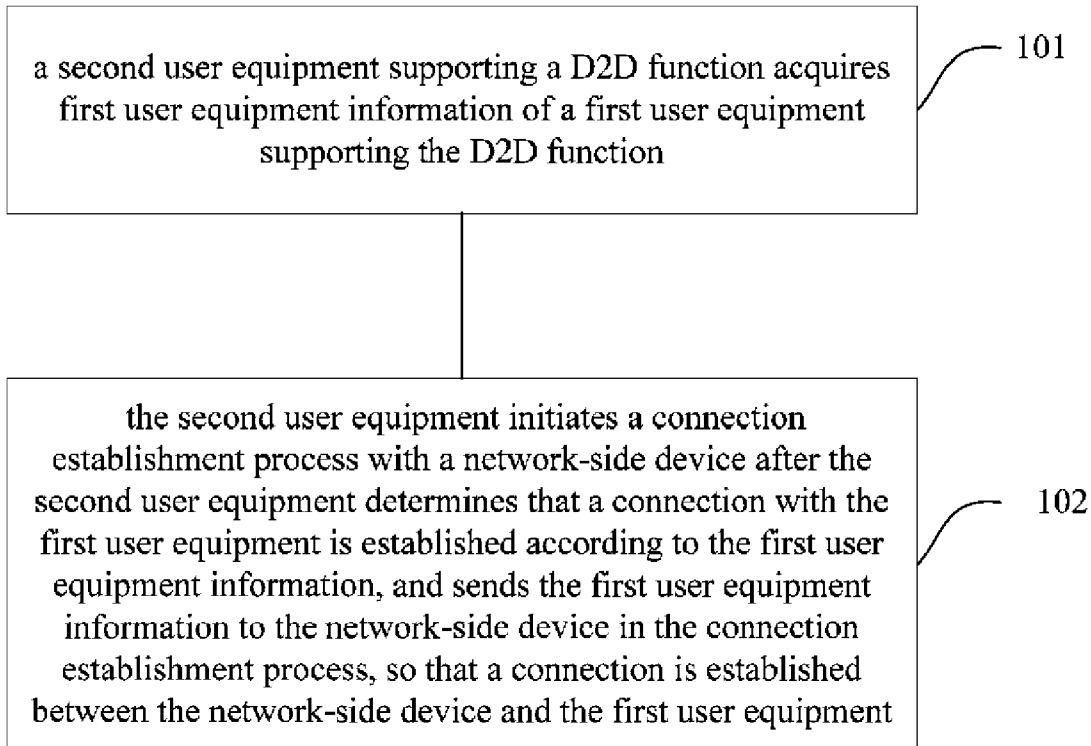 a second user equipment supporting a D2D function acquires
first user equipment information of a first user equipment
supporting the D2D function
101
the second user equipment initiates a connection
establishment process with a network-side device after the
second user equipment determines that a connection with the
first user equipment is established according to the first user
equipment information, and sends the first user equipment
information to the network-side device in the connection
establishment process, so that a connection is established
between the network-side device and the first user equipment
102